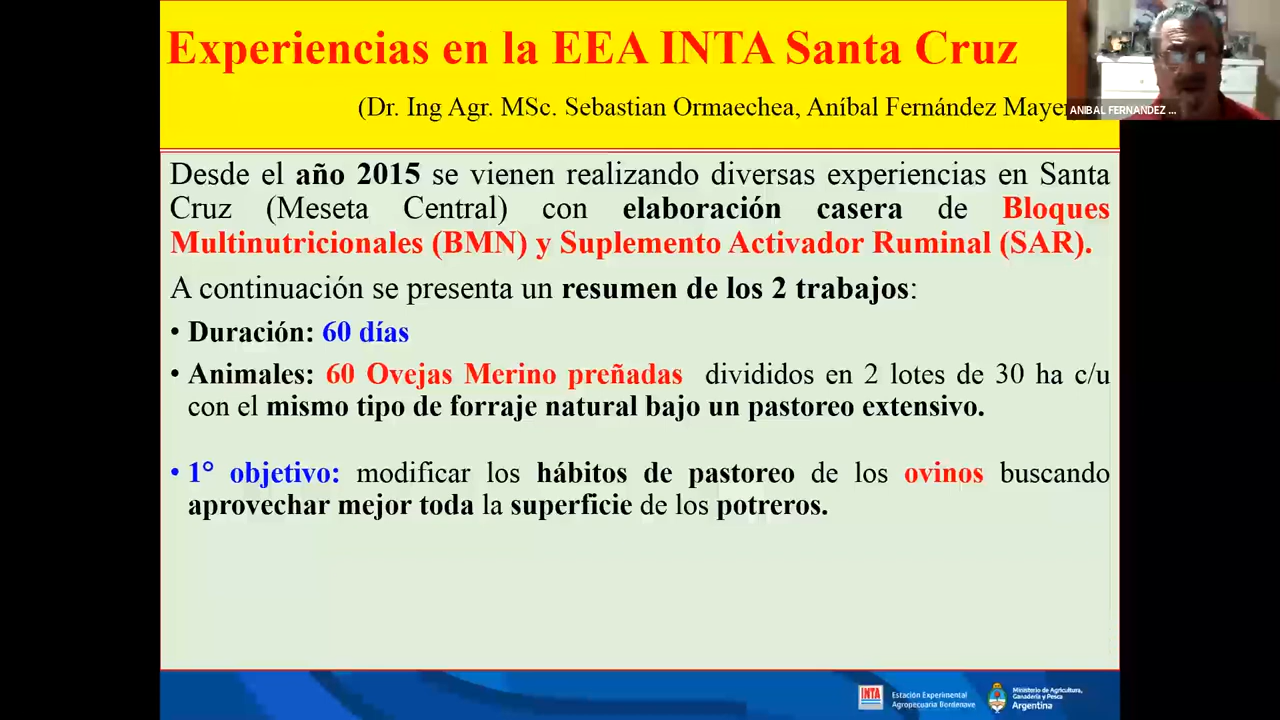 Experiencias en la EEA INTA Santa Cruz
(Dr. Ing Agr. MSc. Sebastian Ormaechea, Aníbal Fernández Maye
ANIBAL FERNANDEZ ...
Desde el año 2015 se vienen realizando diversas experiencias en Santa
Cruz (Meseta Central) con elaboración casera de Bloques
Multinutricionales (BMN) y Suplemento Activador Ruminal (SAR).
A continuación se presenta un resumen de los 2 trabajos:
• Duración: 60 días
• Animales: 60 Ovejas Merino preñadas divididos en 2 lotes de 30 ha c/u
con el mismo tipo de forraje natural bajo un pastoreo extensivo.
• 1° objetivo: modificar los hábitos de pastoreo de los ovinos buscando
aprovechar mejor toda la superficie de los potreros.
INTA
Estación Experimental
Agropecuaria Bordenave
Ministerio de Agricultura,
Ganadería y Pesca
Argentina